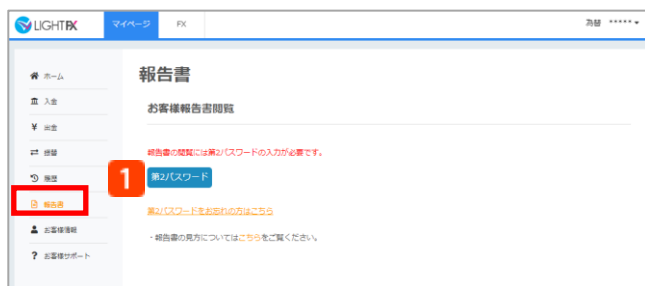 LIGHT FX マイページ FX 為替 *****
ホーム
入金
出金
振替
履歴
報告書
お客様情報
お客様サポート
報告書
お客様報告書閲覧
報告書の閲覧には第2パスワードの入力が必要です。
1 第2パスワード
第2パスワードをお忘れの方はこちら
・報告書の見方についてはこちらをご覧ください。